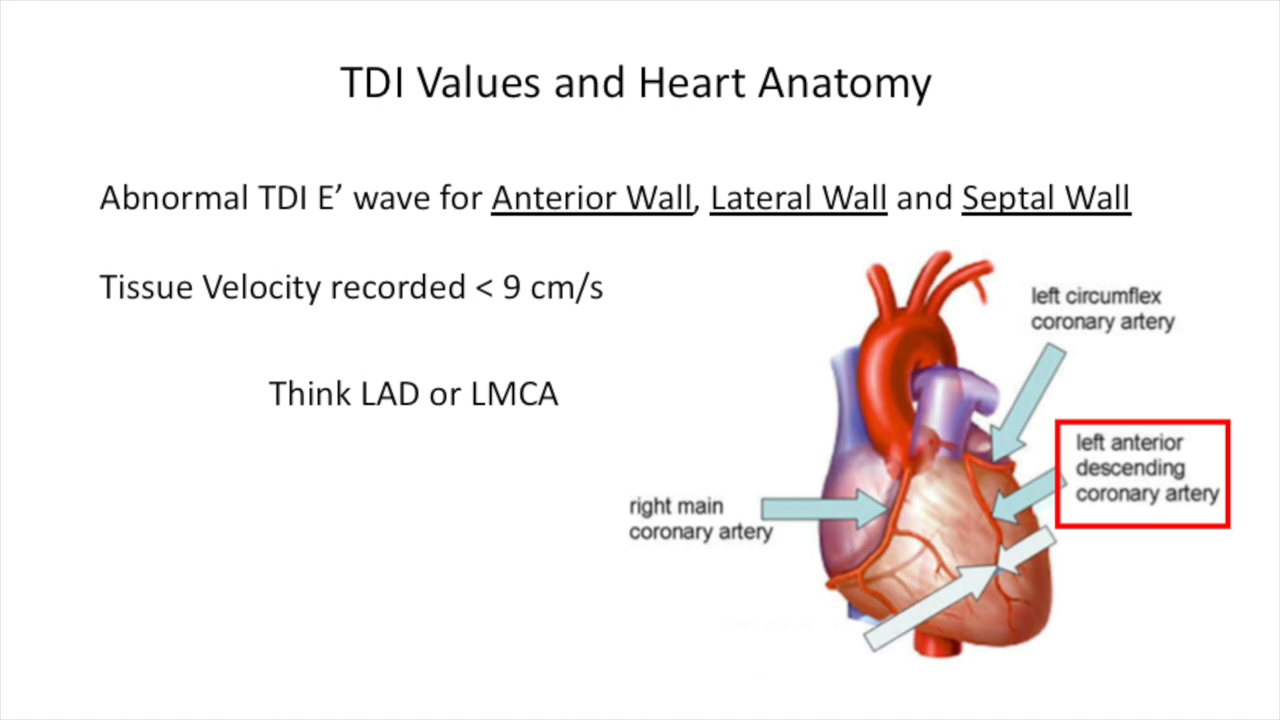 TDI Values and Heart Anatomy
Abnormal TDI E’ wave for Anterior Wall, Lateral Wall and Septal Wall
Tissue Velocity recorded < 9 cm/s
Think LAD or LMCA
left circumflex
coronary artery
left anterior
descending
coronary artery
right main
coronary artery